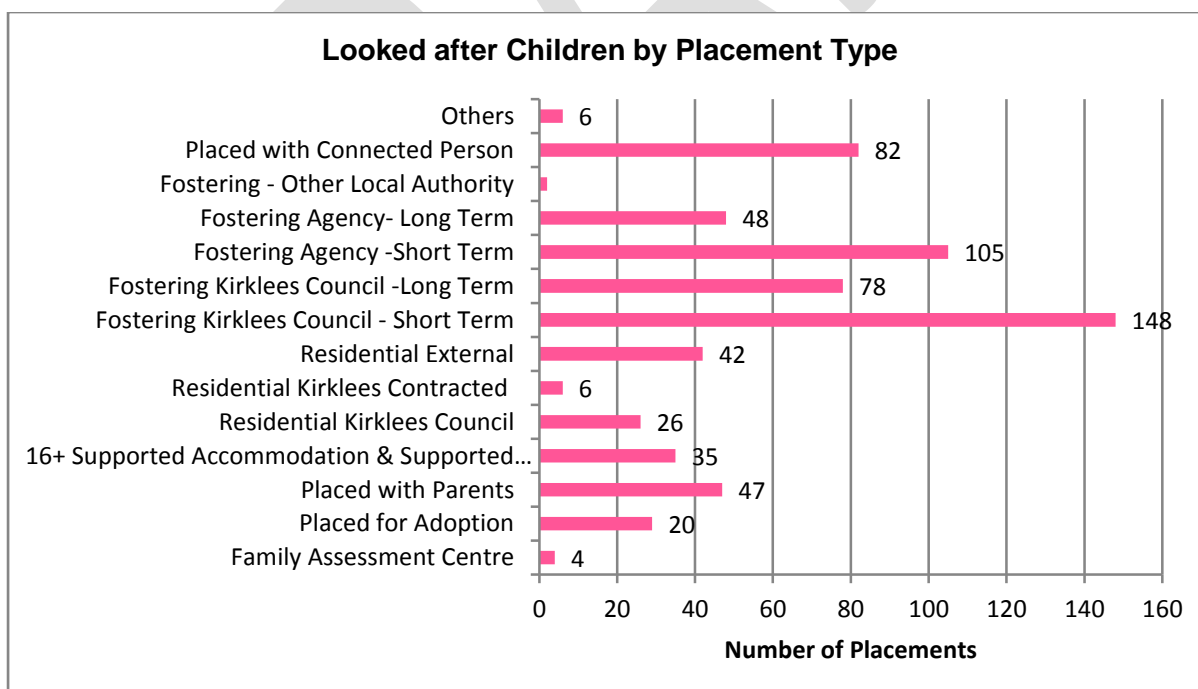 Looked after Children by Placement Type
Others 6
Placed with Connected Person 82
Fostering - Other Local Authority
Fostering Agency- Long Term 48
Fostering Agency -Short Term 105
Fostering Kirklees Council -Long Term 78
Fostering Kirklees Council - Short Term 148
Residential External 42
Residential Kirklees Contracted 6
Residential Kirklees Council 26
16+ Supported Accommodation & Supported... 35
Placed with Parents 47
Placed for Adoption 20
Family Assessment Centre 4
0 20 40 60 80 100 120 140 160
Number of Placements